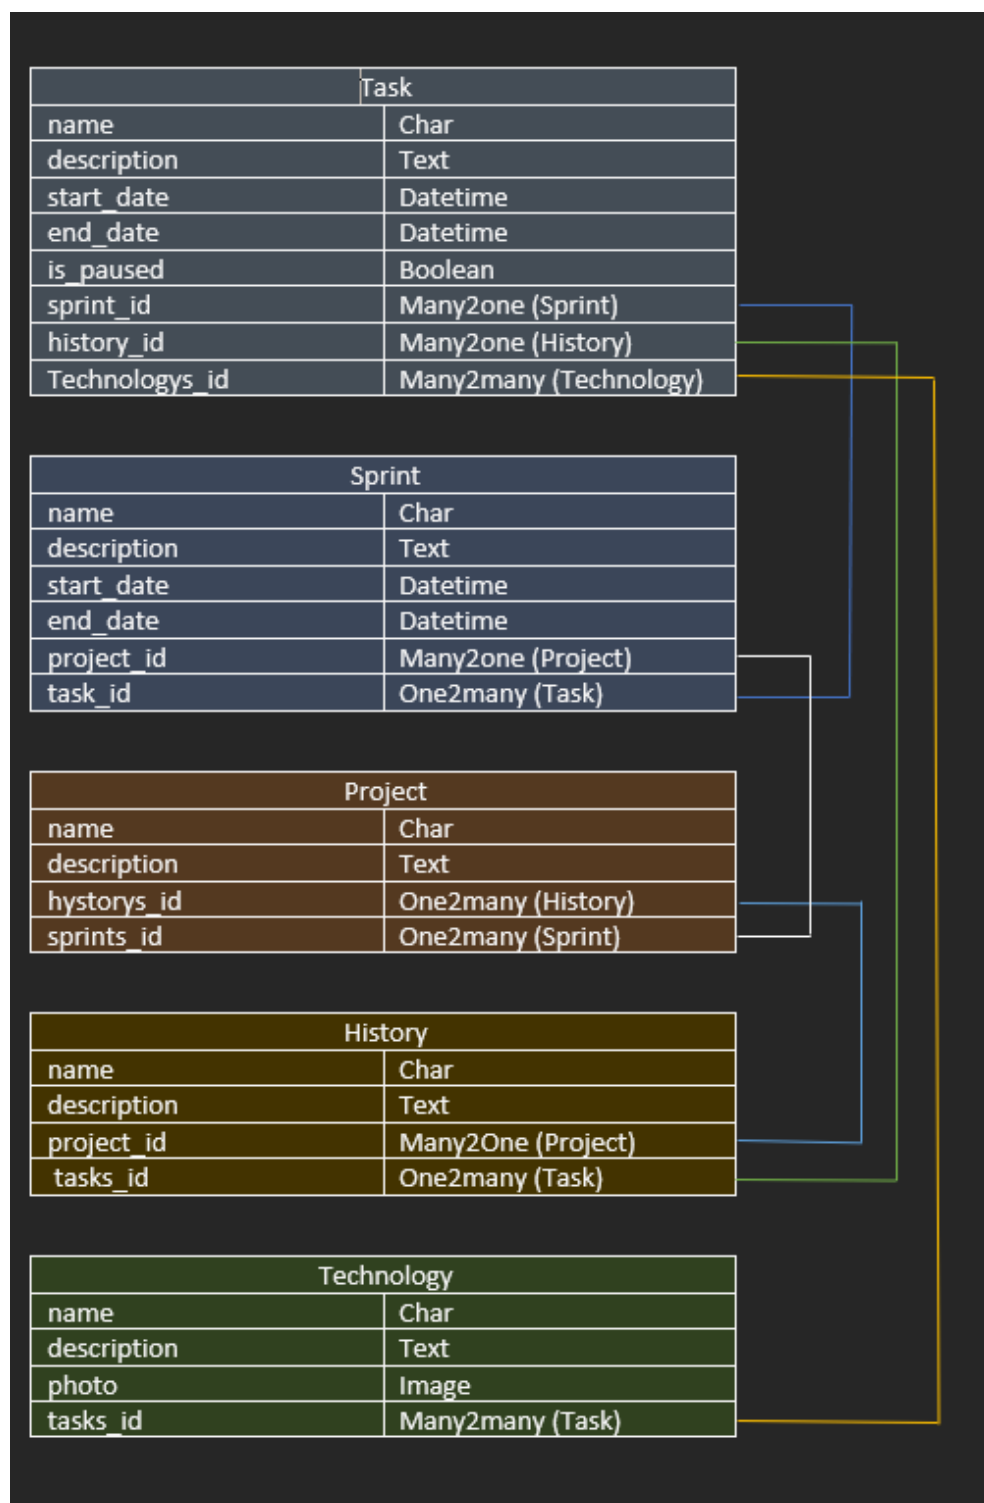 Task
name Char
description Text
start_date Datetime
end_date Datetime
is_paused Boolean
sprint_id Many2one (Sprint)
history_id Many2one (History)
Technologys_id Many2many (Technology)
Sprint
name Char
description Text
start_date Datetime
end_date Datetime
project_id Many2one (Project)
task_id One2many (Task)
Project
name Char
description Text
hystorys_id One2many (History)
sprints_id One2many (Sprint)
History
name Char
description Text
project_id Many2One (Project)
tasks_id One2many (Task)
Technology
name Char
description Text
photo Image
tasks_id Many2many (Task)